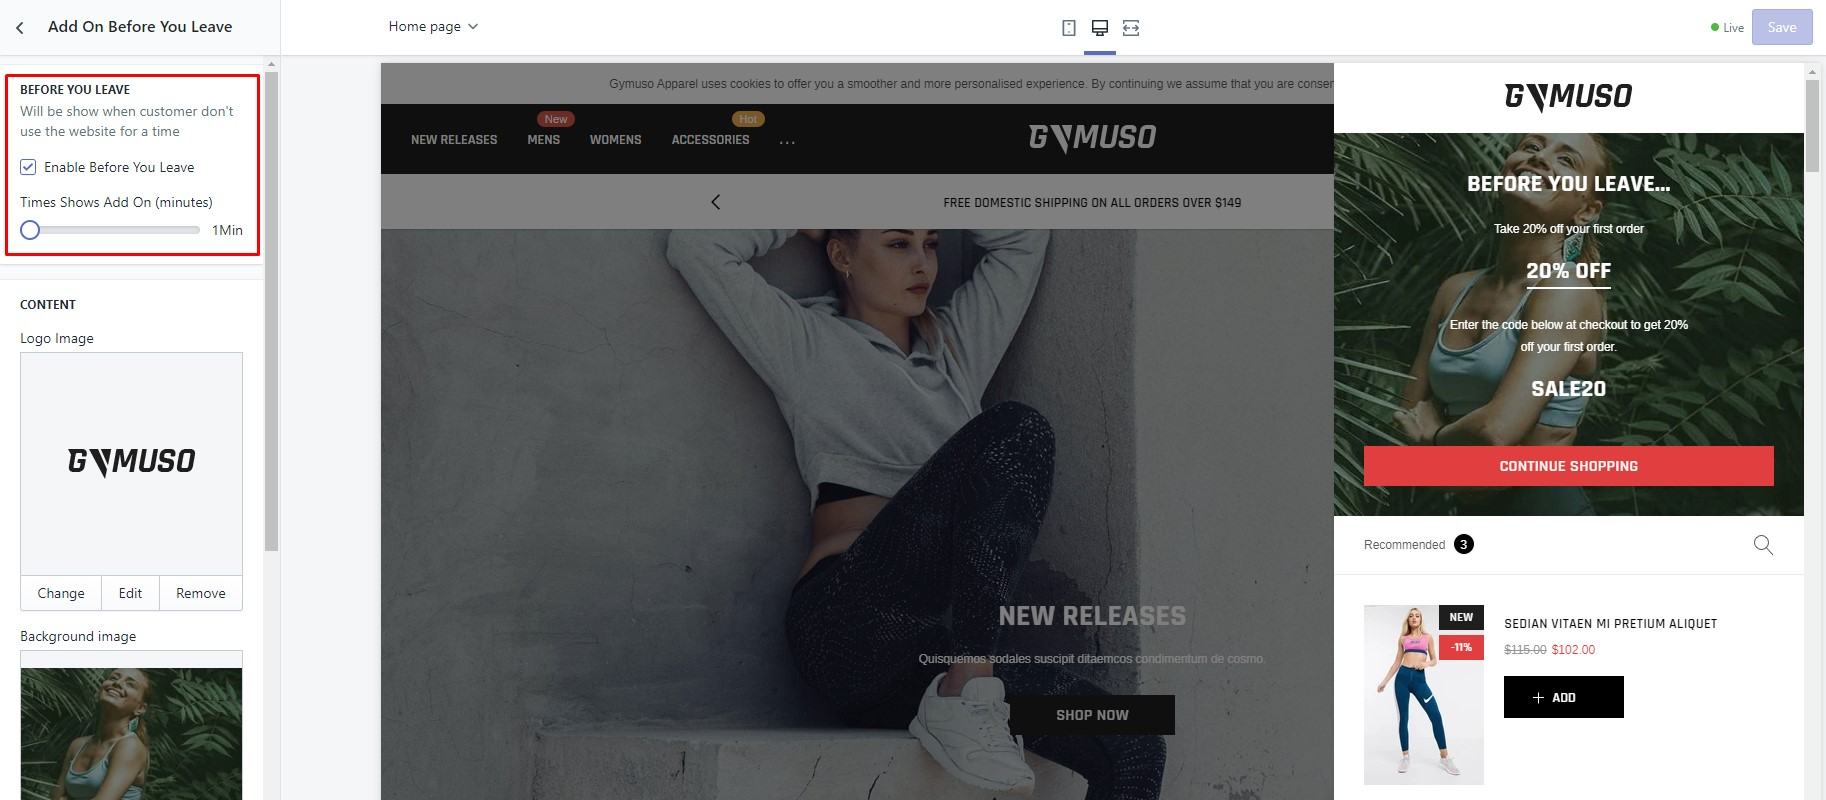 Add On Before You Leave
Home page
Live
Save
BEFORE YOU LEAVE
Will be show when customer don't
use the website for a time
Enable Before You Leave
Times Shows Add On (minutes)
1Min
CONTENT
Logo Image
GYMUSO
Change
Edit
Remove
Background image
Gymuso Apparel uses cookies to offer you a smoother and more personalised experience. By continuing we assume that you are conser
New
Hot
NEW RELEASES
MENS
WOMENS
ACCESSORIES
...
GYMUSO
FREE DOMESTIC SHIPPING ON ALL ORDERS OVER $149
NEW RELEASES
Quisquemos sodales suscipit ditaemcos condimentum de cosmo.
SHOP NOW
GYMUSO
BEFORE YOU LEAVE...
Take 20% off your first order
20% OFF
Enter the code below at checkout to get 20%
off your first order.
SALE20
CONTINUE SHOPPING
Recommended 3
NEW
-11%
SEDIAN VITAEN MI PRETIUM ALIQUET
$115.00 $102.00
+ ADD